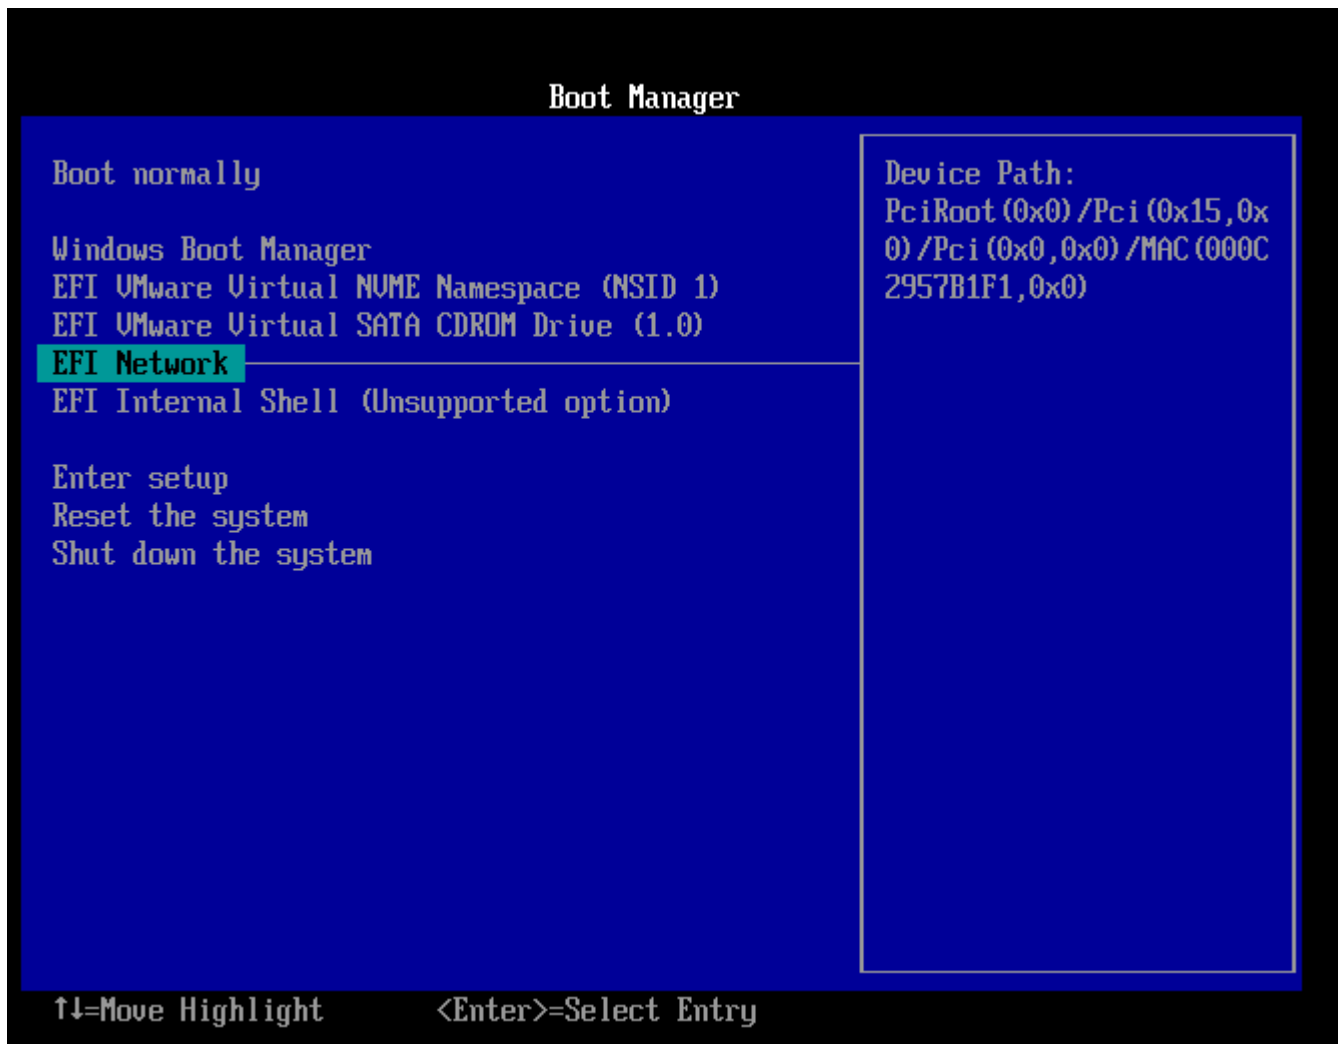 Boot Manager
Boot normally
Windows Boot Manager
EFI VMware Virtual NVME Namespace (NSID 1)
EFI VMware Virtual SATA CDROM Drive (1.0)
EFI Network
EFI Internal Shell (Unsupported option)
Enter setup
Reset the system
Shut down the system
Device Path:
PciRoot(0x0)/Pci(0x15,0x
0)/Pci(0x0,0x0)/MAC(000C
2957B1F1,0x0)
↑↓=Move Highlight <Enter>=Select Entry